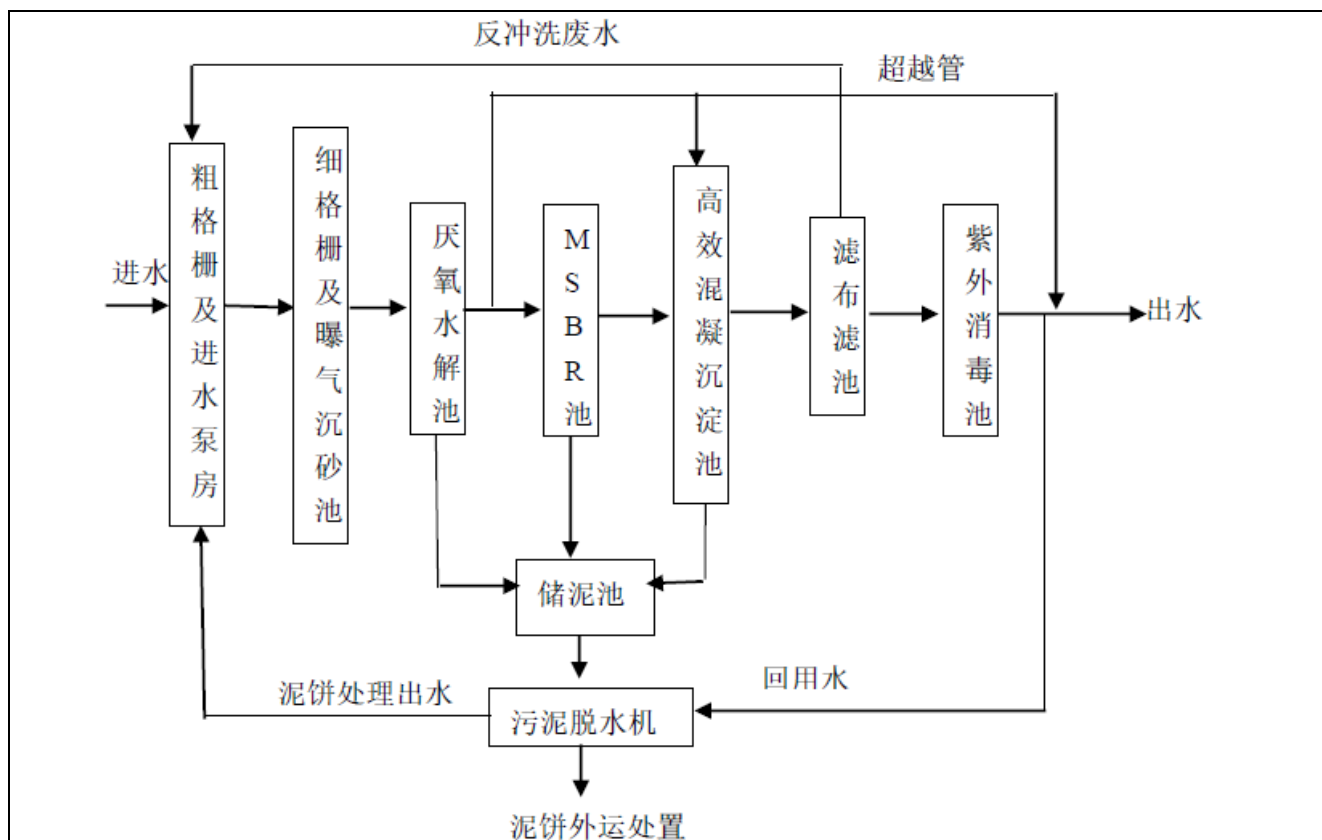 反冲洗废水
超越管
进水
粗格栅及进水泵房
细格栅及曝气沉砂池
厌氧水解池
MSBR池
高效混凝沉淀池
滤布滤池
紫外消毒池
出水
储泥池
泥饼处理出水
回用水
污泥脱水机
泥饼外运处置